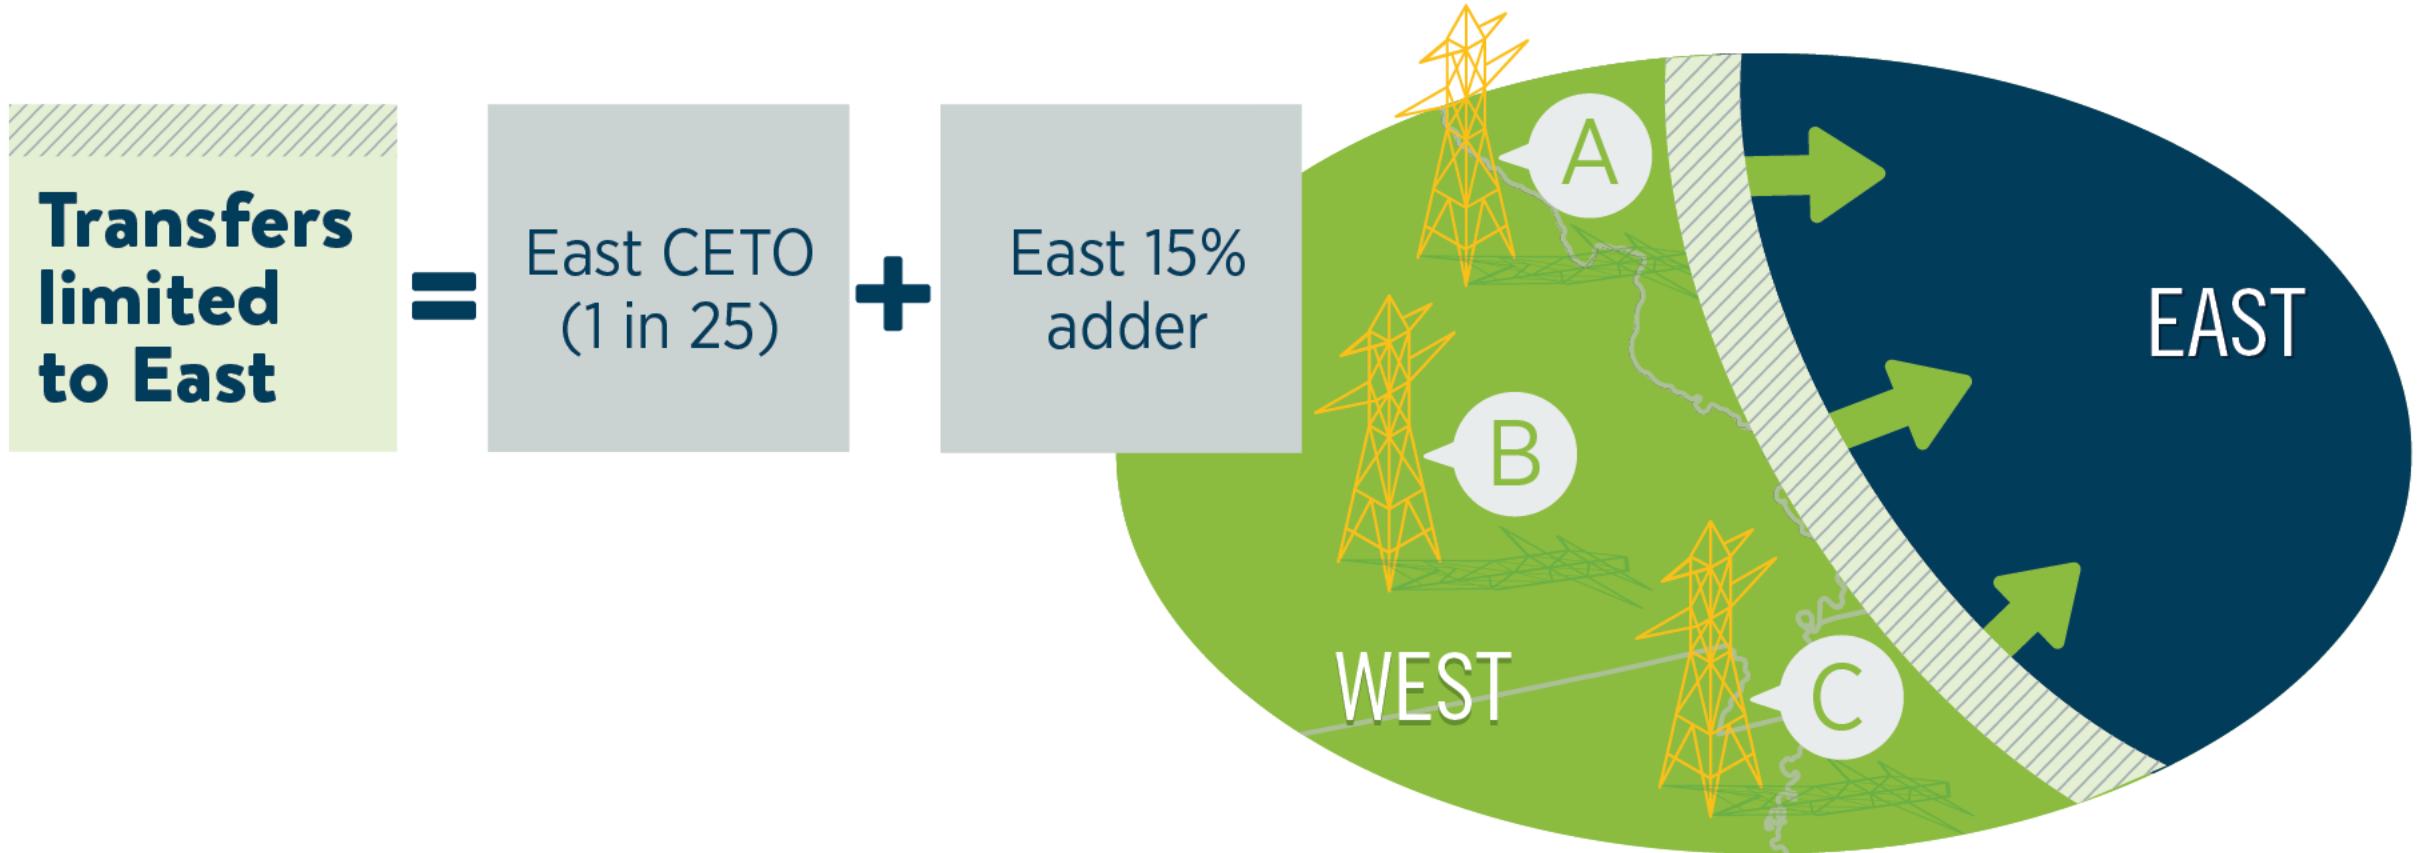 Transfers
limited
to East
=
East CETO
(1 in 25)
+
East 15%
adder
A
B
C
WEST
EAST